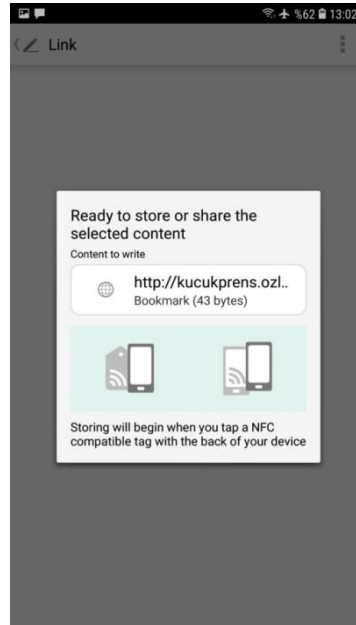 %62 13:02
Link
Ready to store or share the
selected content
Content to write
http://kucukprens.ozl..
Bookmark (43 bytes)
Storing will begin when you tap a NFC
compatible tag with the back of your device